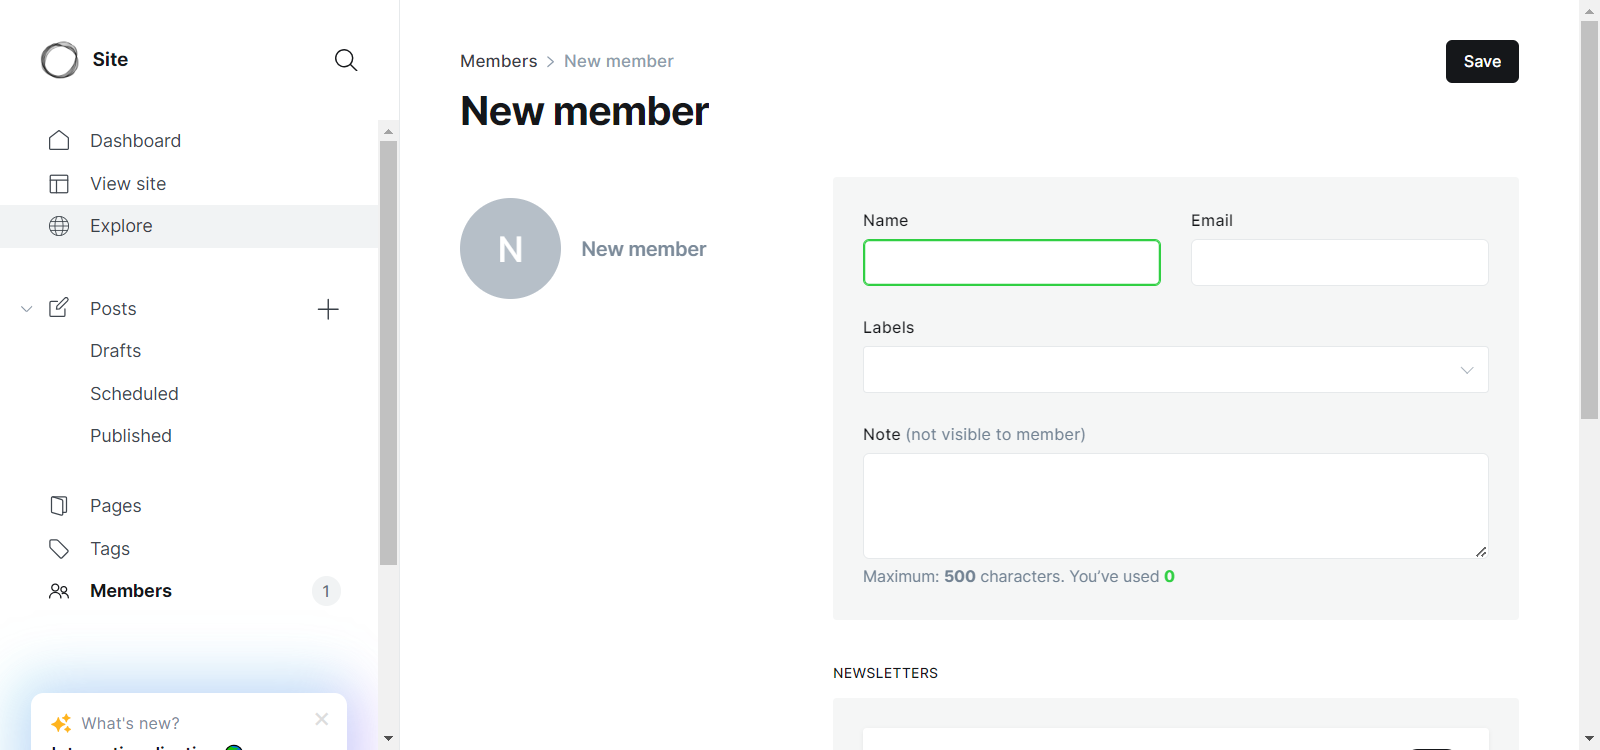 Site
Dashboard
View site
Explore
Posts
Drafts
Scheduled
Published
Pages
Tags
Members
1
What's new?
Members > New member
Save
New member
N
New member
Name
Email
Labels
Note (not visible to member)
Maximum: 500 characters. You’ve used 0
NEWSLETTERS